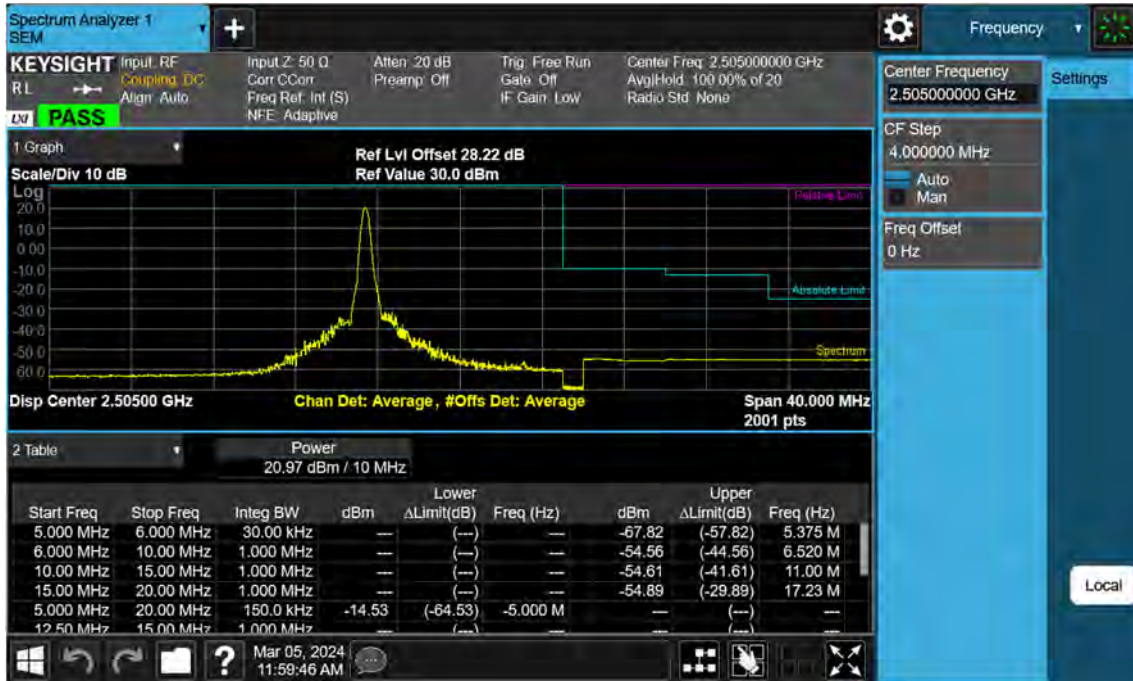 Spectrum Analyzer 1
SEM
+
Frequency
KEYSIGHT
RL
LXI
PASS
Input: RF
Coupling: DC
Align: Auto
Input Z: 50 Ω
Corr CCorr
Freq Ref: Int (S)
NFE: Adaptive
Atten: 20 dB
Preamp: Off
Trig: Free Run
Gate: Off
IF Gain: Low
Center Freq: 2.505000000 GHz
Avg|Hold: 100.00% of 20
Radio Std: None
Center Frequency
2.505000000 GHz
Settings
CF Step
4.000000 MHz
Auto
Man
Freq Offset
0 Hz
Local
1 Graph
Scale/Div 10 dB
Ref Lvl Offset 28.22 dB
Ref Value 30.0 dBm
Log
20.0
10.0
0.00
-10.0
-20.0
-30.0
-40.0
-50.0
-60.0
Relative Limit
Absolute Limit
Spectrum
Disp Center 2.50500 GHz
Chan Det: Average, #Offs Det: Average
Span 40.000 MHz
2001 pts
2 Table
Power
20.97 dBm / 10 MHz
Lower Upper
Start Freq Stop Freq Integ BW dBm ΔLimit(dB) Freq (Hz) dBm ΔLimit(dB) Freq (Hz)
5.000 MHz 6.000 MHz 30.00 kHz --- (---) --- -67.82 (-57.82) 5.375 M
6.000 MHz 10.00 MHz 1.000 MHz --- (---) --- -54.56 (-44.56) 6.520 M
10.00 MHz 15.00 MHz 1.000 MHz --- (---) --- -54.61 (-41.61) 11.00 M
15.00 MHz 20.00 MHz 1.000 MHz --- (---) --- -54.89 (-29.89) 17.23 M
5.000 MHz 20.00 MHz 150.0 kHz -14.53 (-64.53) -5.000 M --- (---) ---
12.50 MHz 15.00 MHz 1.000 MHz --- (---) --- --- (---) ---
?
Mar 05, 2024
11:59:46 AM